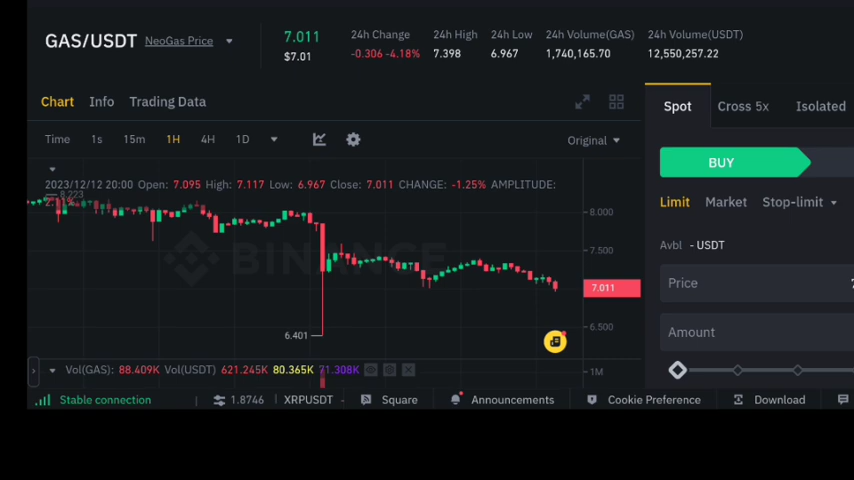 GAS/USDT NeoGas Price
7.011
$7.01
24h Change
-0.306 -4.18%
24h High
7.398
24h Low
6.967
24h Volume(GAS)
1,740,165.70
24h Volume(USDT)
12,550,257.22
Chart Info Trading Data
Time 1s 15m 1H 4H 1D
Original
2023/12/12 20:00 Open: 7.095 High: 7.117 Low: 6.967 Close: 7.011 CHANGE: -1.25% AMPLITUDE:
2.11%
8.223
8.000
7.500
7.011
6.500
6.401
BINANCE
Vol(GAS): 88.409K Vol(USDT) 621.245K 80.365K 71.308K
1M
Spot Cross 5x Isolated
BUY
Limit Market Stop-limit
Avbl - USDT
Price
Amount
Stable connection 1.8746 XRPUSDT - Square Announcements Cookie Preference Download